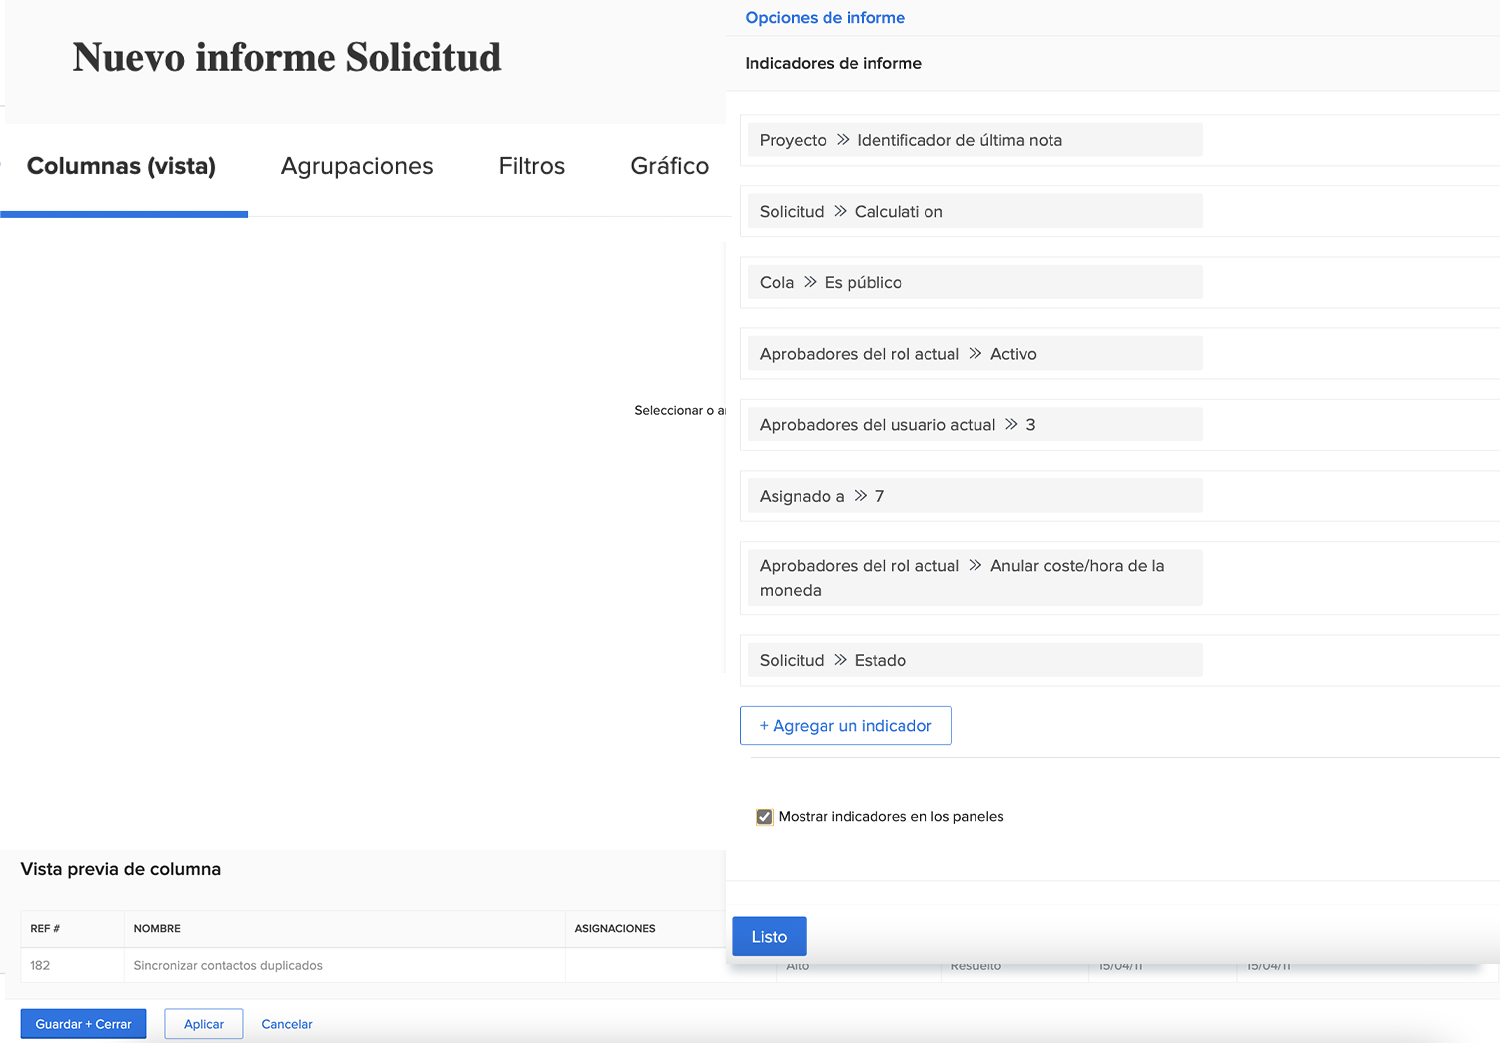 Nuevo informe Solicitud
Columnas (vista) Agrupaciones Filtros Gráfico
Seleccionar o
Opciones de informe
Indicadores de informe
Proyecto » Identificador de última nota
Solicitud » Calculati on
Cola » Es público
Aprobadores del rol actual » Activo
Aprobadores del usuario actual » 3
Asignado a » 7
Aprobadores del rol actual » Anular coste/hora de la
moneda
Solicitud » Estado
+ Agregar un indicador
Mostrar indicadores en los paneles
Listo
Vista previa de columna
REF # NOMBRE ASIGNACIONES
182 Sincronizar contactos duplicados Alto Resuelto 15/04/11 15/04/11
Guardar + Cerrar Aplicar Cancelar